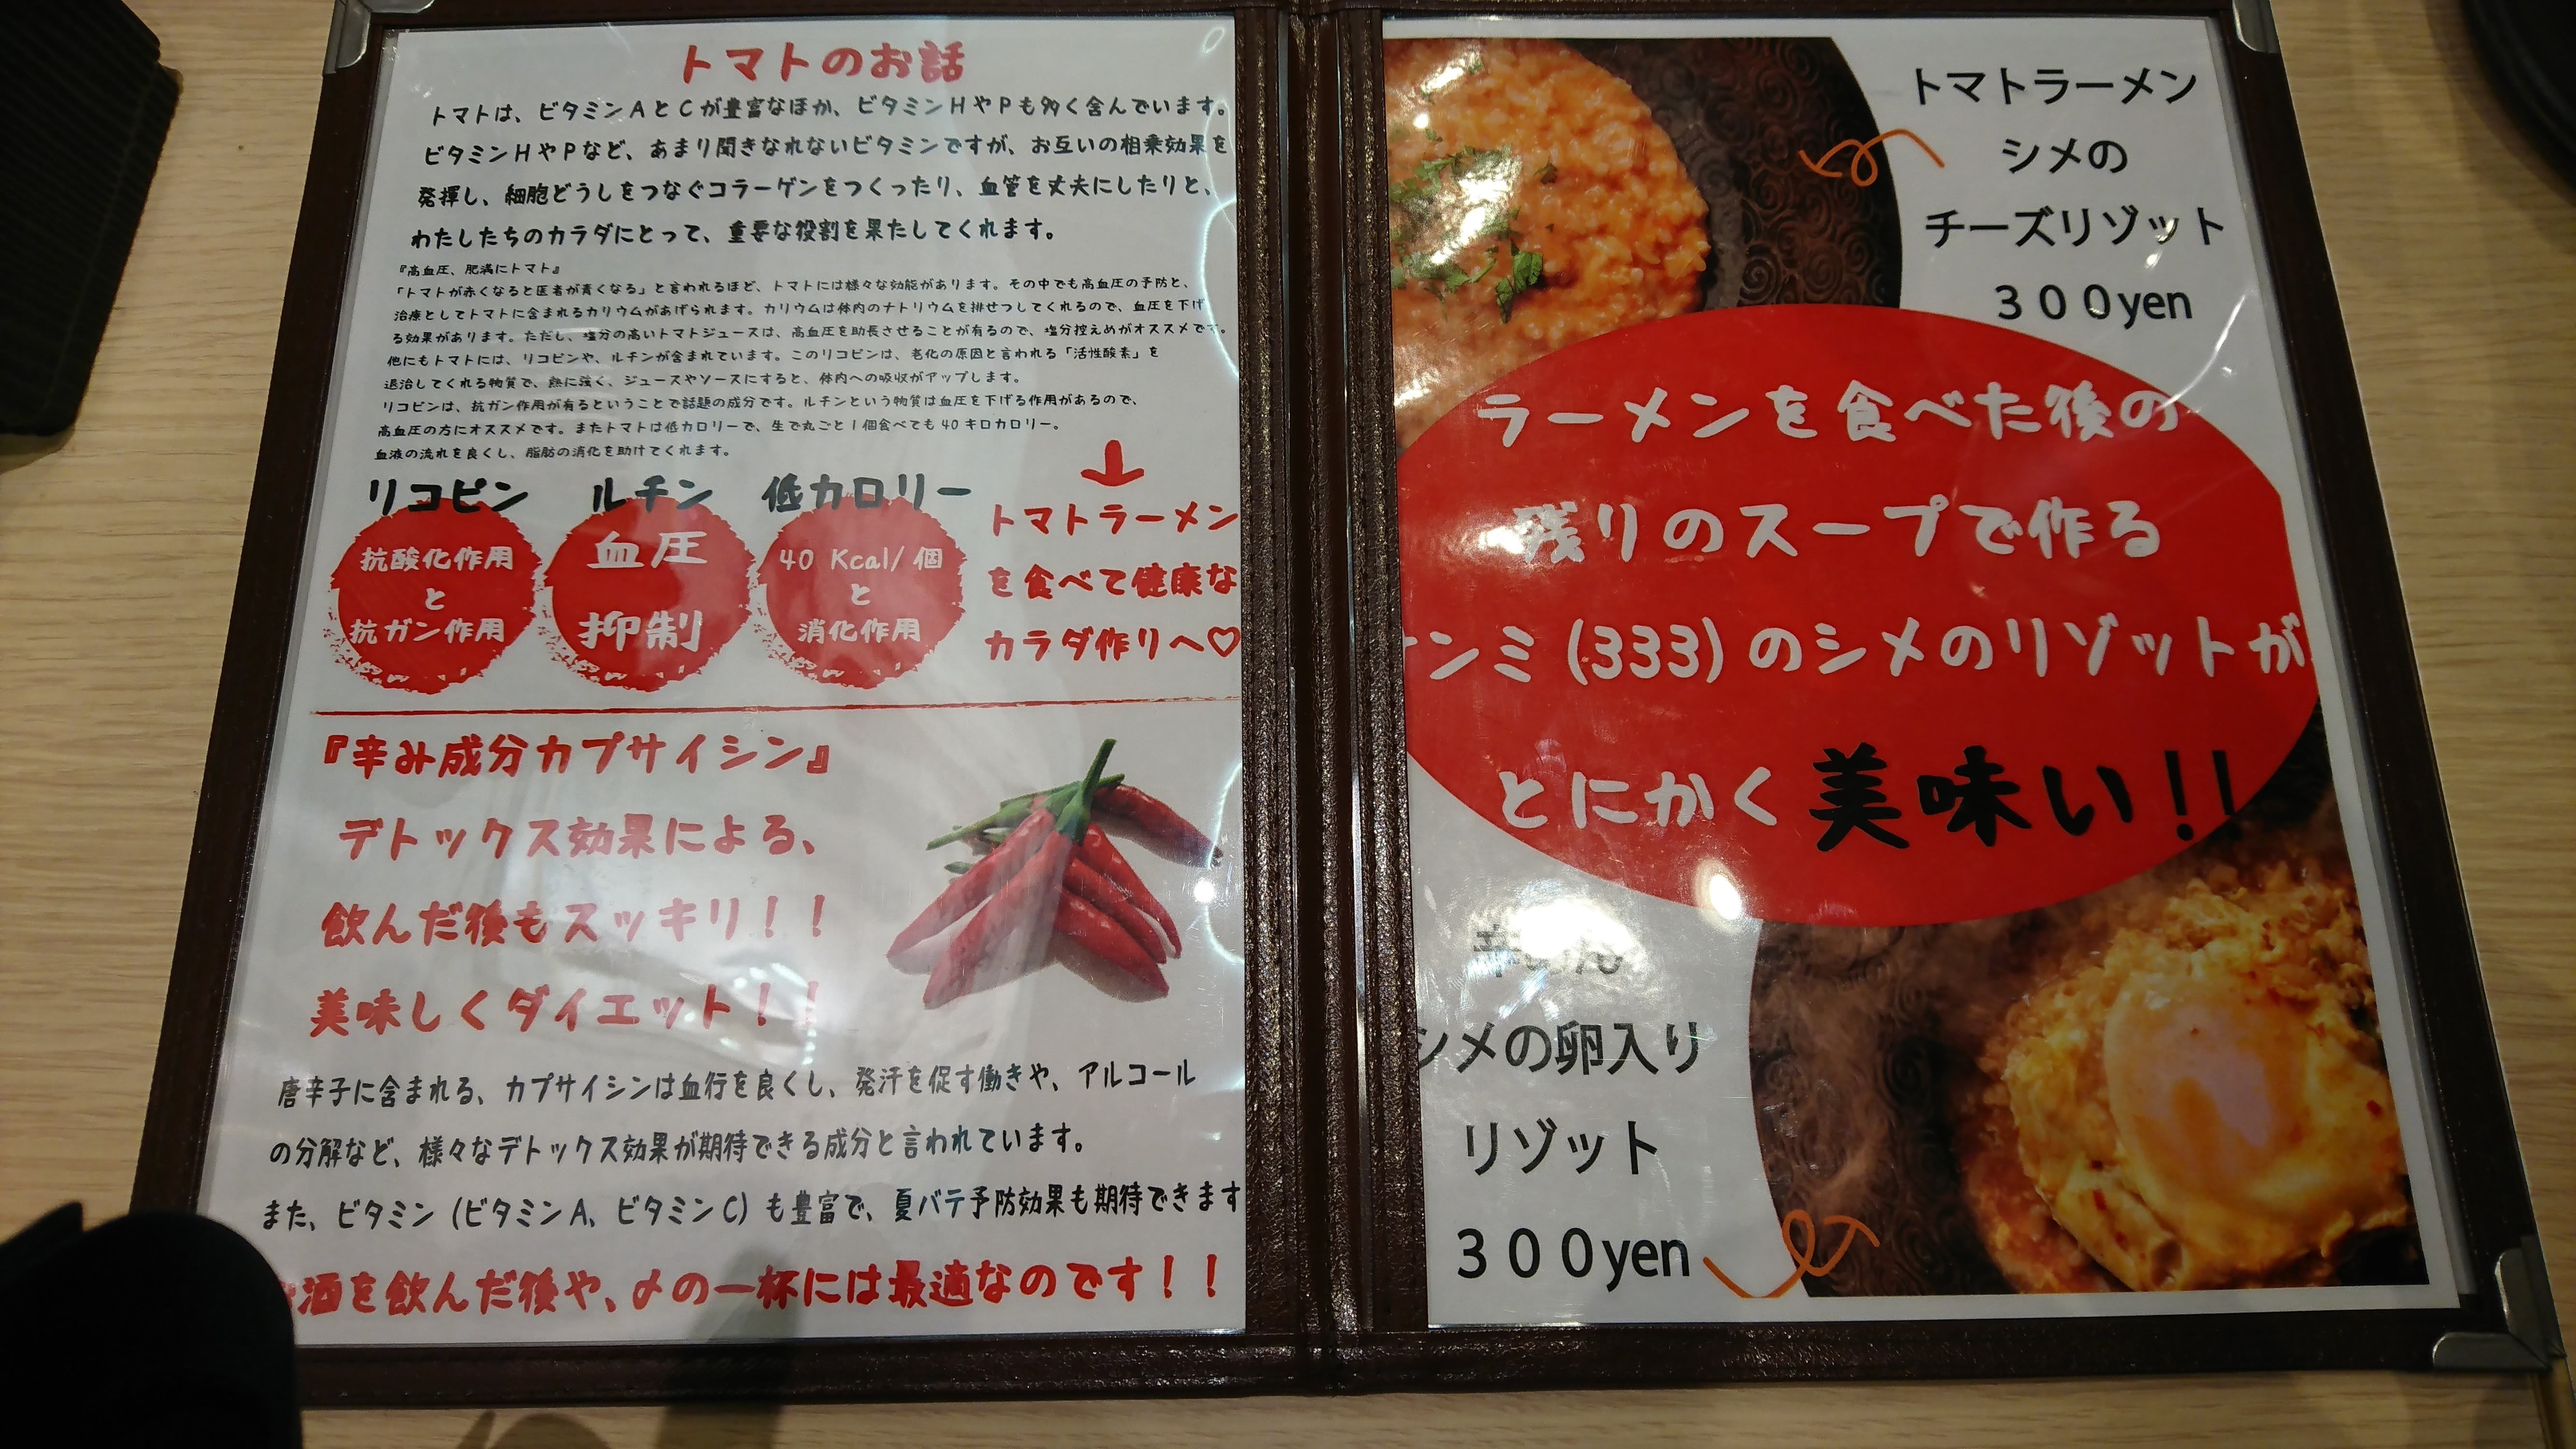 トマトのお話
トマトは、ビタミンAとCが豊富なほか、ビタミンHやPも多く含んでいます。
ビタミンHやPなど、あまり聞きなれないビタミンですが、お互いの相乗効果を
発揮し、細胞どうしをつなぐコラーゲンをつくったり、血管を丈夫にしたりと、
わたしたちのカラダにとって、重要な役割を果たしてくれます。
『高血圧、肥満にトマト』
「トマトが赤くなると医者が青くなる」と言われるほど、トマトには様々な効能があります。その中でも高血圧の予防と、
治療としてトマトに含まれるカリウムがあげられます。カリウムは体内のナトリウムを排せつしてくれるので、血圧を下げ
る効果があります。ただし、塩分の高いトマトジュースは、高血圧を助長させることが有るので、塩分控えめがオススメです。
他にもトマトには、リコピンや、ルチンが含まれています。このリコピンは、老化の原因と言われる「活性酸素」を
退治してくれる物質で、熱に強く、ジュースやソースにすると、体内への吸収がアップします。
リコピンは、抗ガン作用が有るということで話題の成分です。ルチンという物質は血圧を下げる作用があるので、
高血圧の方にオススメです。またトマトは低カロリーで、生で丸ごと1個食べても40キロカロリー。
血液の流れを良くし、脂肪の消化を助けてくれます。
リコピン
抗酸化作用
と
抗ガン作用
ルチン
血圧
抑制
低カロリー
40 Kcal/個
と
消化作用
トマトラーメン
を食べて健康な
カラダ作りへ♡
『辛み成分カプサイシン』
デトックス効果による、
飲んだ後もスッキリ！！
美味しくダイエット！！
唐辛子に含まれる、カプサイシンは血行を良くし、発汗を促す働きや、アルコール
の分解など、様々なデトックス効果が期待できる成分と言われています。
また、ビタミン（ビタミンA、ビタミンC）も豊富で、夏バテ予防効果も期待できます
酒を飲んだ後や、〆の一杯には最適なのです！！
トマトラーメン
シメの
チーズリゾット
３００yen
ラーメンを食べた後の
残りのスープで作る
ンミ(333)のシメのリゾットが
とにかく美味い!!
シメの卵入り
リゾット
３００yen